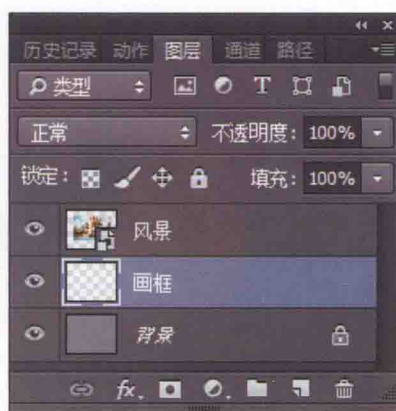 历史记录 动作 图层 通道 路径
类型 T
正常 不透明度: 100%
锁定: 填充: 100%
风景
画框
背景
fx.